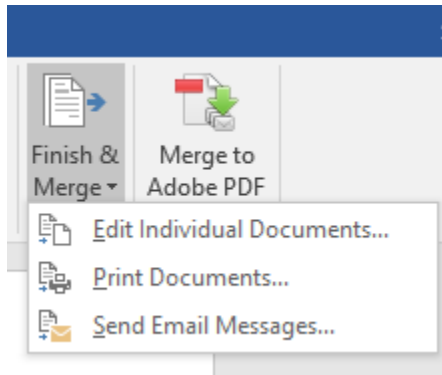 Finish &
Merge
Merge to
Adobe PDF
Edit Individual Documents...
Print Documents...
Send Email Messages...